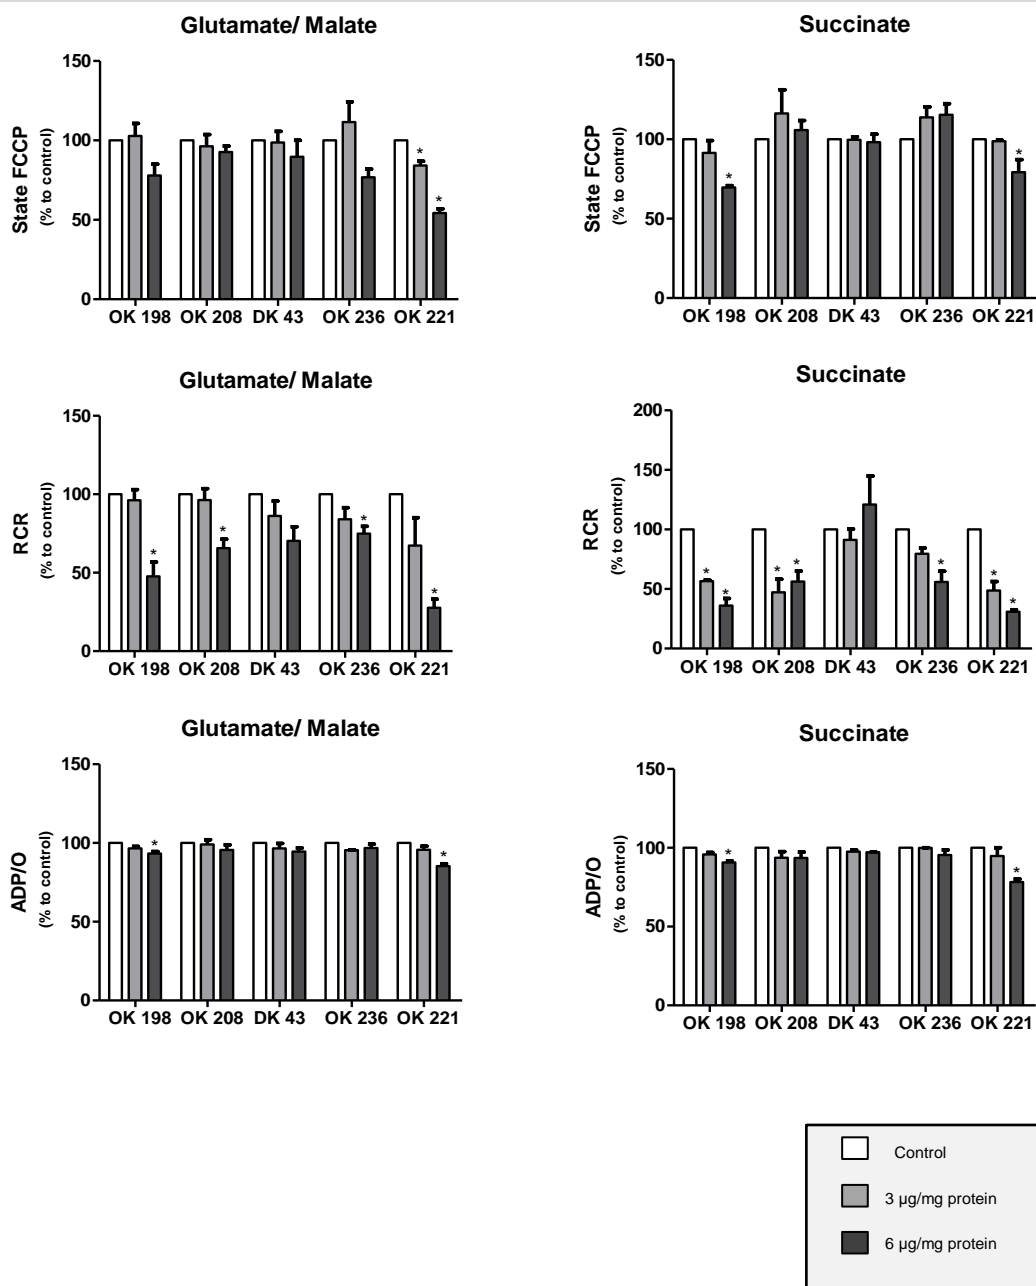 Glutamate/ Malate
150
100
50
0
State FCCP
(% to control)
* *
OK 198 OK 208 DK 43 OK 236 OK 221
Succinate
150
100
50
0
State FCCP
(% to control)
* *
OK 198 OK 208 DK 43 OK 236 OK 221
Glutamate/ Malate
150
100
50
0
RCR
(% to control)
* * * *
OK 198 OK 208 DK 43 OK 236 OK 221
Succinate
200
150
100
50
0
RCR
(% to control)
* * * * * * *
OK 198 OK 208 DK 43 OK 236 OK 221
Glutamate/ Malate
150
100
50
0
ADP/O
(% to control)
* *
OK 198 OK 208 DK 43 OK 236 OK 221
Succinate
150
100
50
0
ADP/O
(% to control)
* *
OK 198 OK 208 DK 43 OK 236 OK 221
Control
3 µg/mg protein
6 µg/mg protein